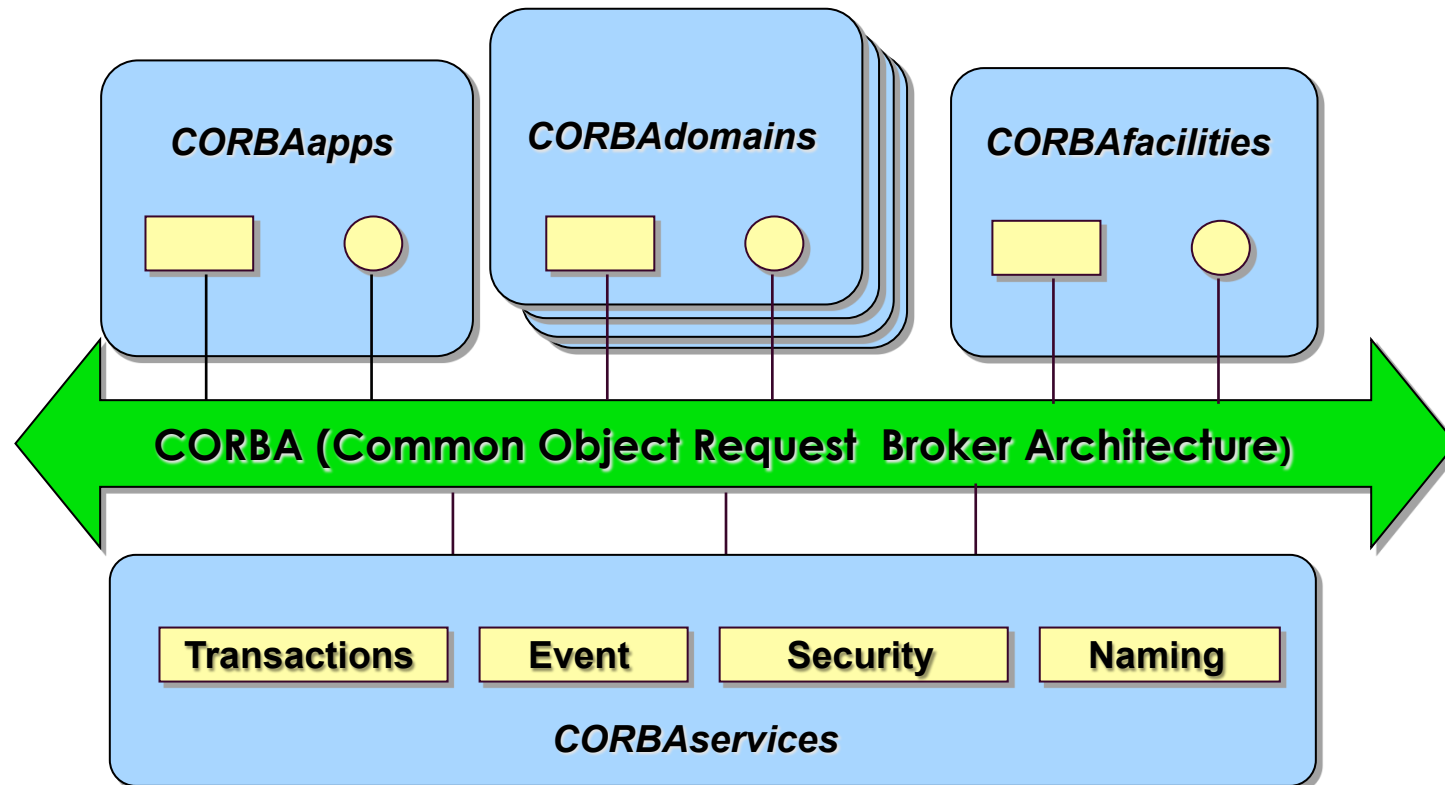 CORBAapps
CORBAdomains
CORBAfacilities
CORBA (Common Object Request Broker Architecture)
Transactions
Event
Security
Naming
CORBAservices